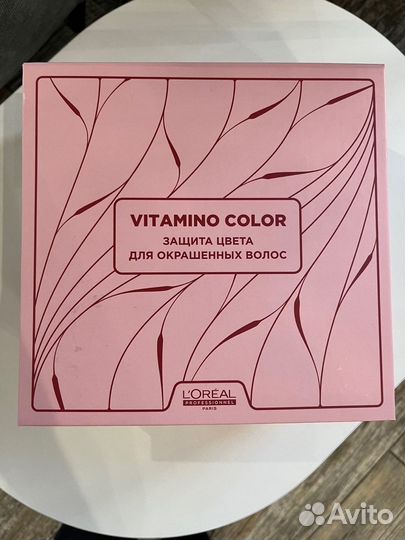 VITAMINO COLOR
ЗАЩИТА ЦВЕТА
ДЛЯ ОКРАШЕННЫХ ВОЛОС
L'ORÉAL
PROFESSIONNEL
PARIS
Avito